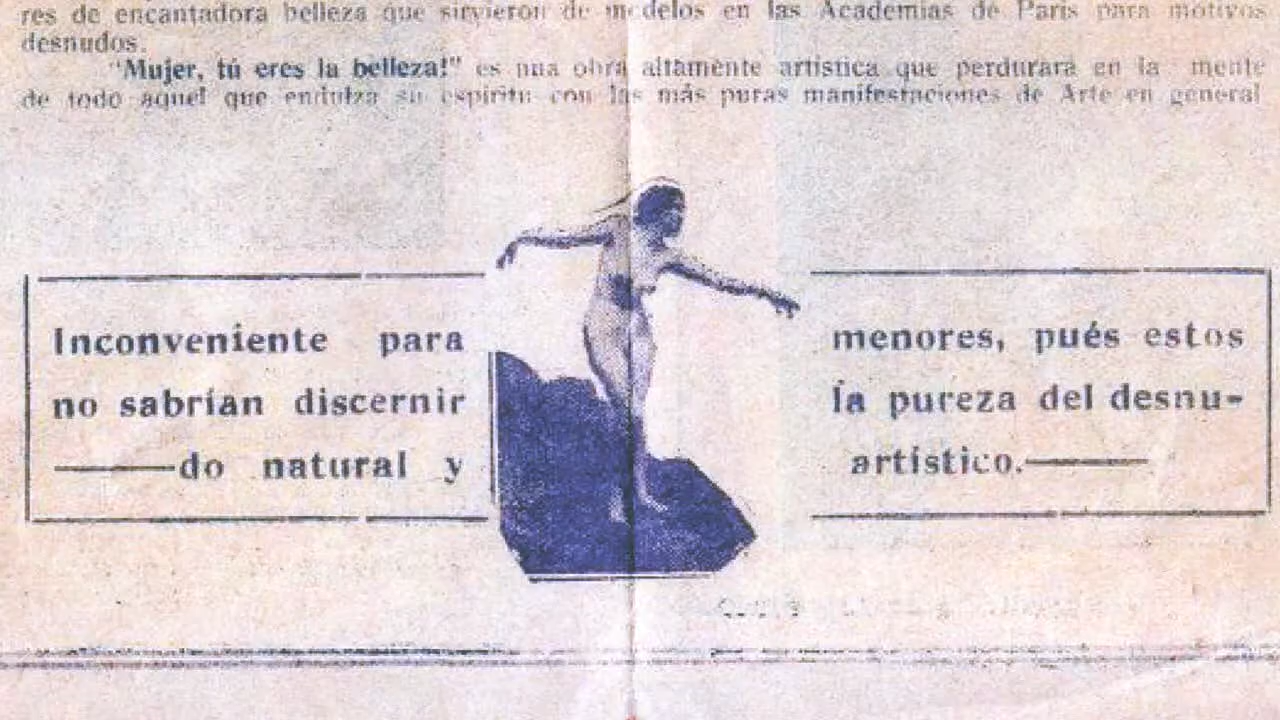 res de encantadora belleza que sirvieron de modelos en las Academias de Paris para motivos
desnudos.
"Mujer, tú eres la belleza!" es una obra altamente artistica que perdurara en la mente
de todo aquel que endulza su espiritu con las más puras manifestaciones de Arte en general
Inconveniente para menores, pués estos
no sabrían discernir la pureza del desnu-
do natural y artístico.